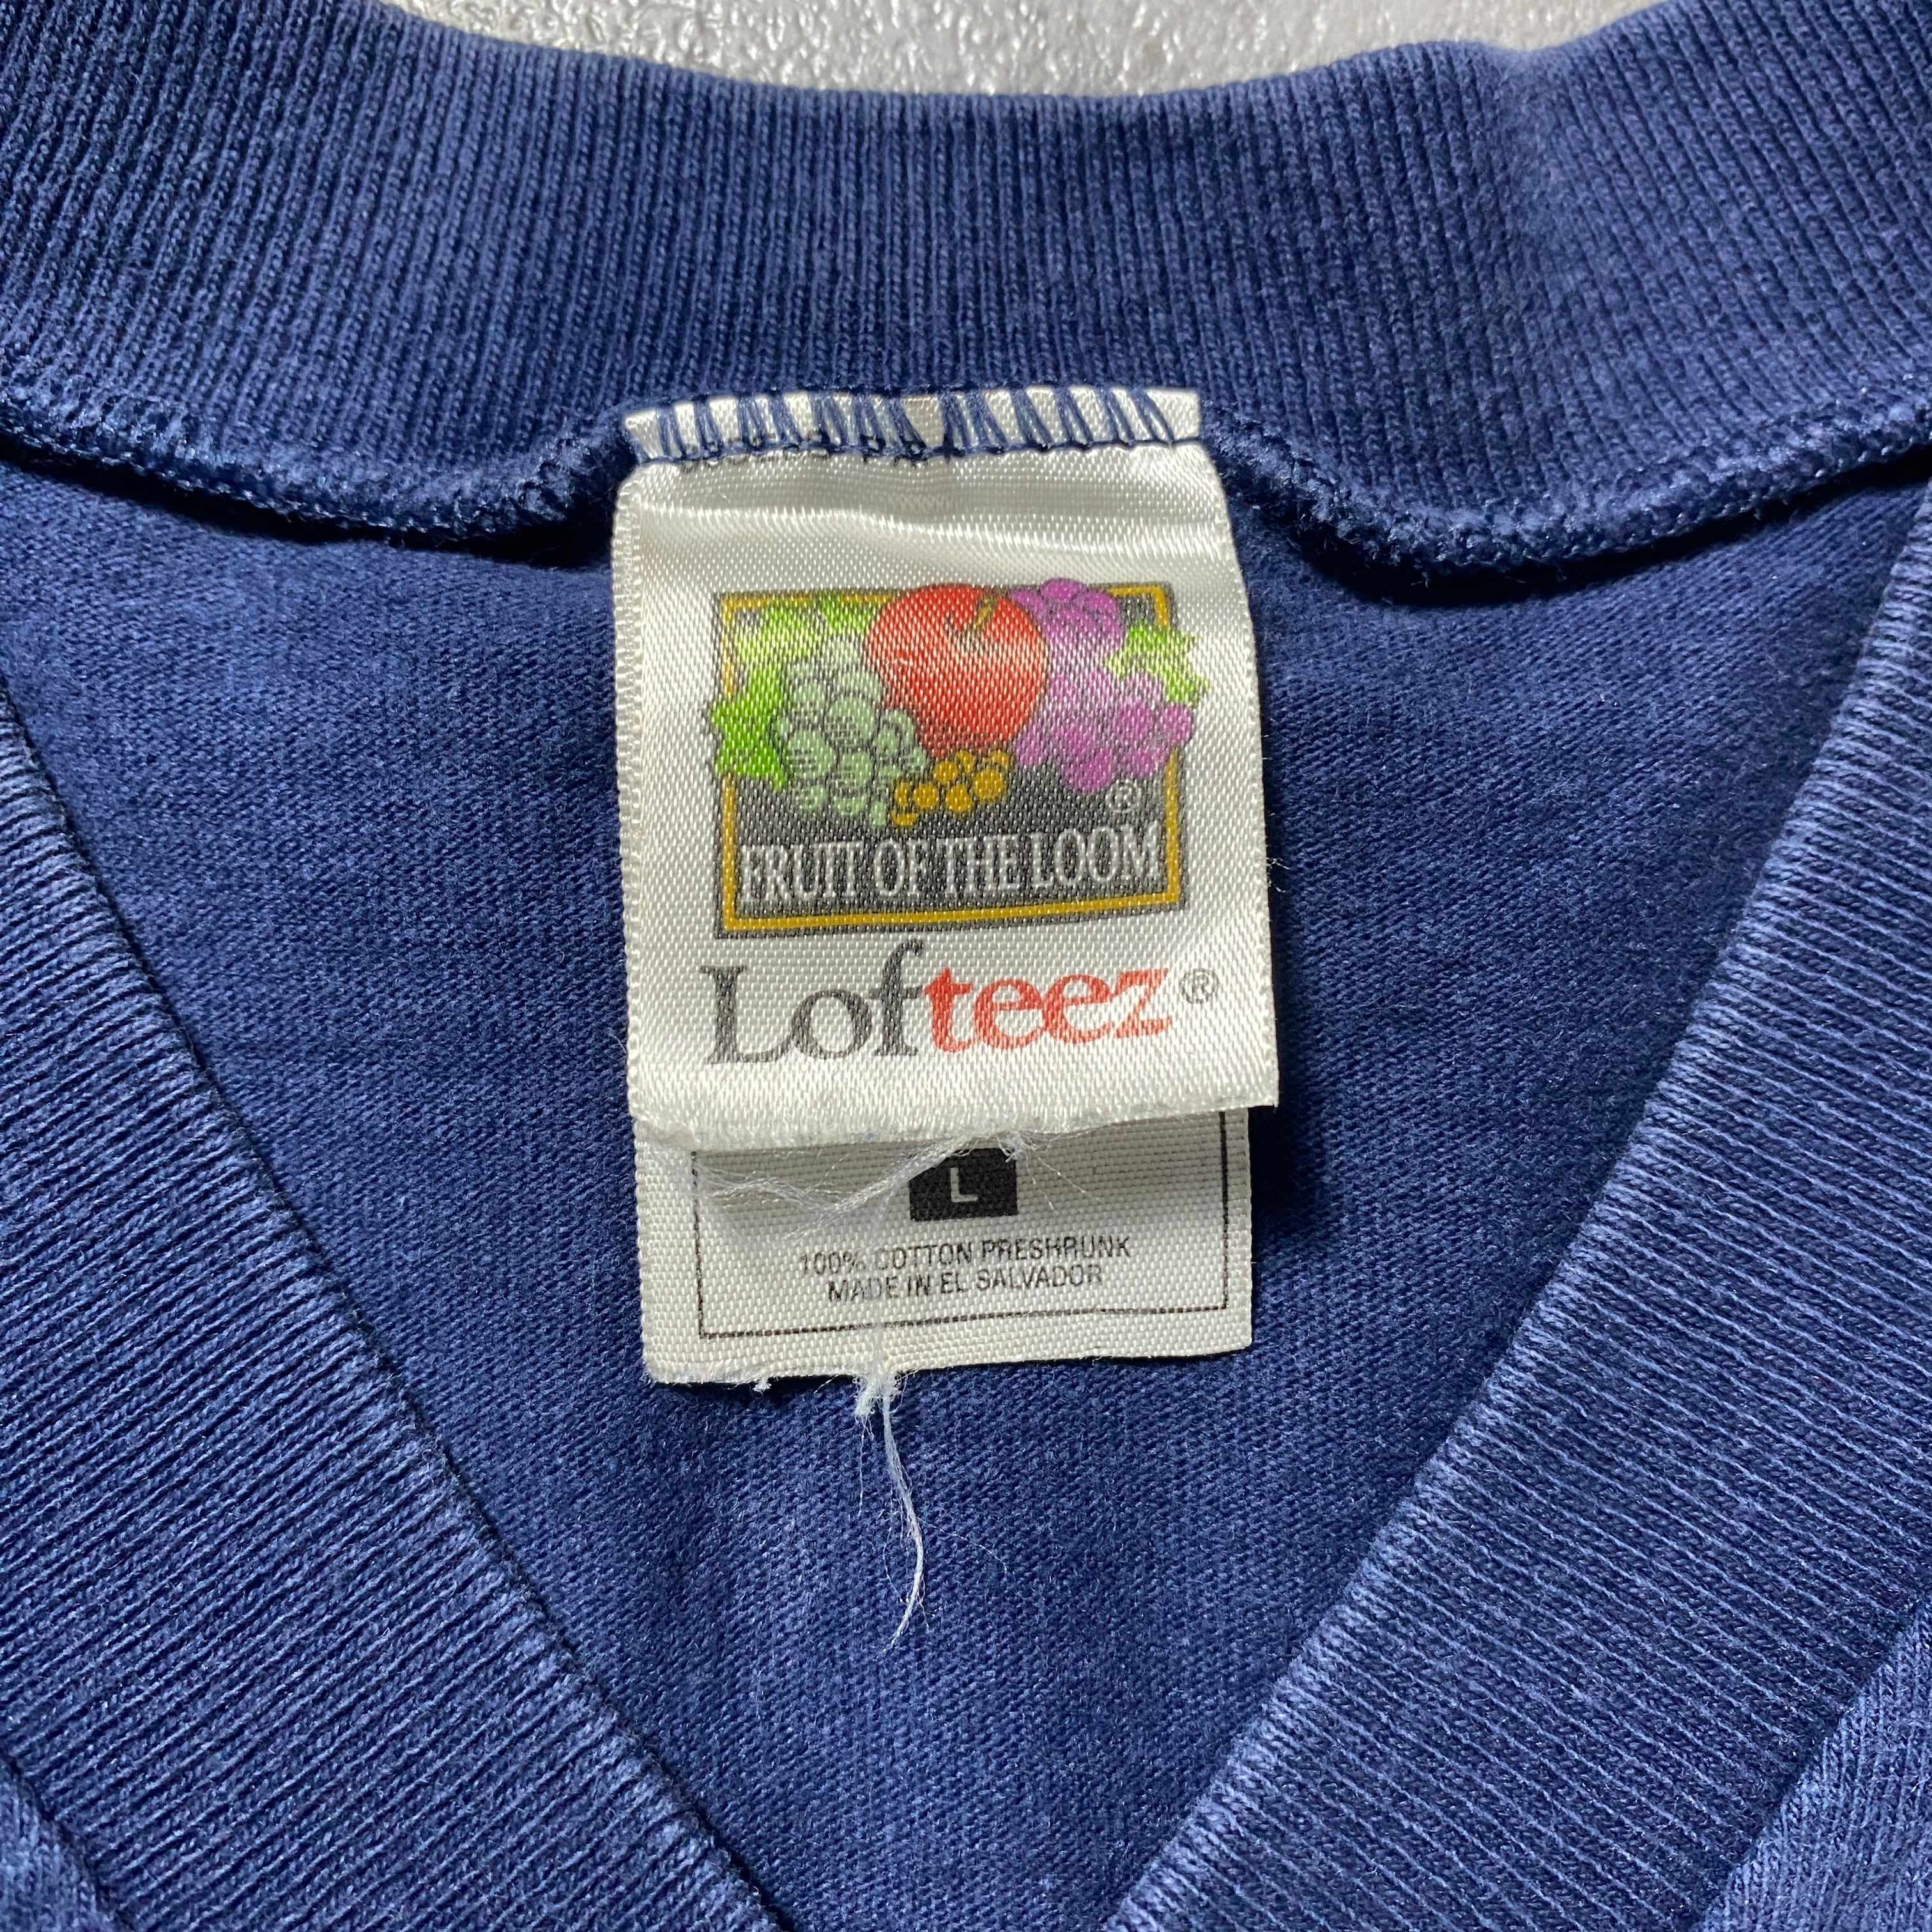 ®
FRUIT OF THE LOOM
Lofteez®
L
100% COTTON PRESHRUNK
MADE IN EL SALVADOR